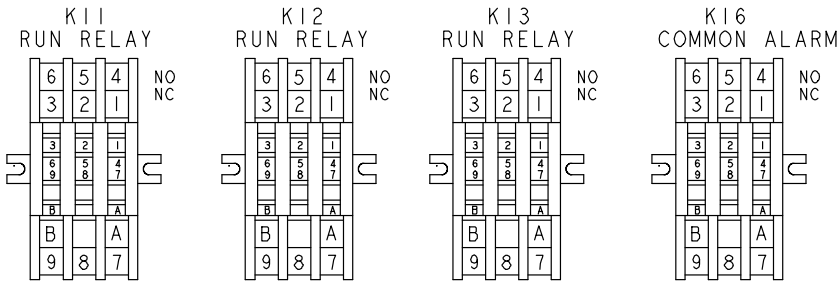 K11 K12 K13 K16
RUN RELAY RUN RELAY RUN RELAY COMMON ALARM
6 5 4 NO 6 5 4 NO 6 5 4 NO 6 5 4 NO
3 2 1 NC 3 2 1 NC 3 2 1 NC 3 2 1 NC
3 2 1 3 2 1 3 2 1 3 2 1
6 5 4 6 5 4 6 5 4 6 5 4
9 8 7 9 8 7 9 8 7 9 8 7
B A B A B A B A
B A B A B A B A
9 8 7 9 8 7 9 8 7 9 8 7